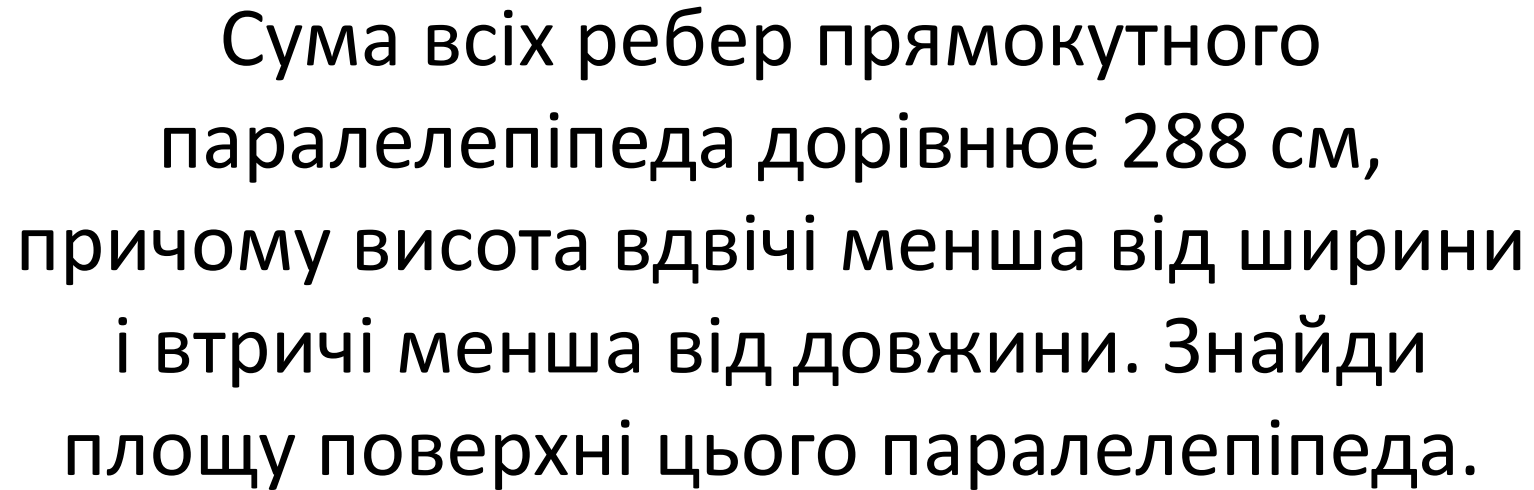 Сума всіх ребер прямокутного
паралелепіпеда дорівнює 288 см,
причому висота вдвічі менша від ширини
і втричі менша від довжини. Знайди
площу поверхні цього паралелепіпеда.